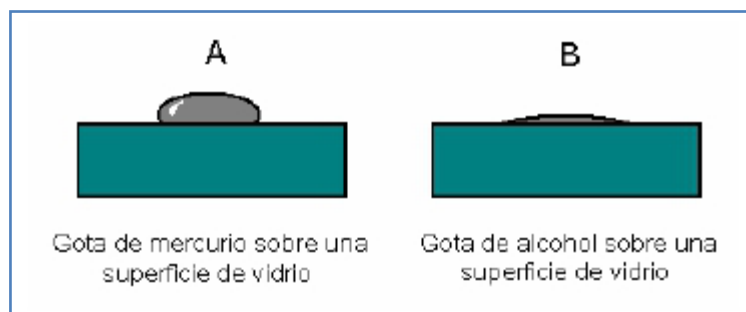 A
B
Gota de mercurio sobre una
superficie de vidrio
Gota de alcohol sobre una
superficie de vidrio